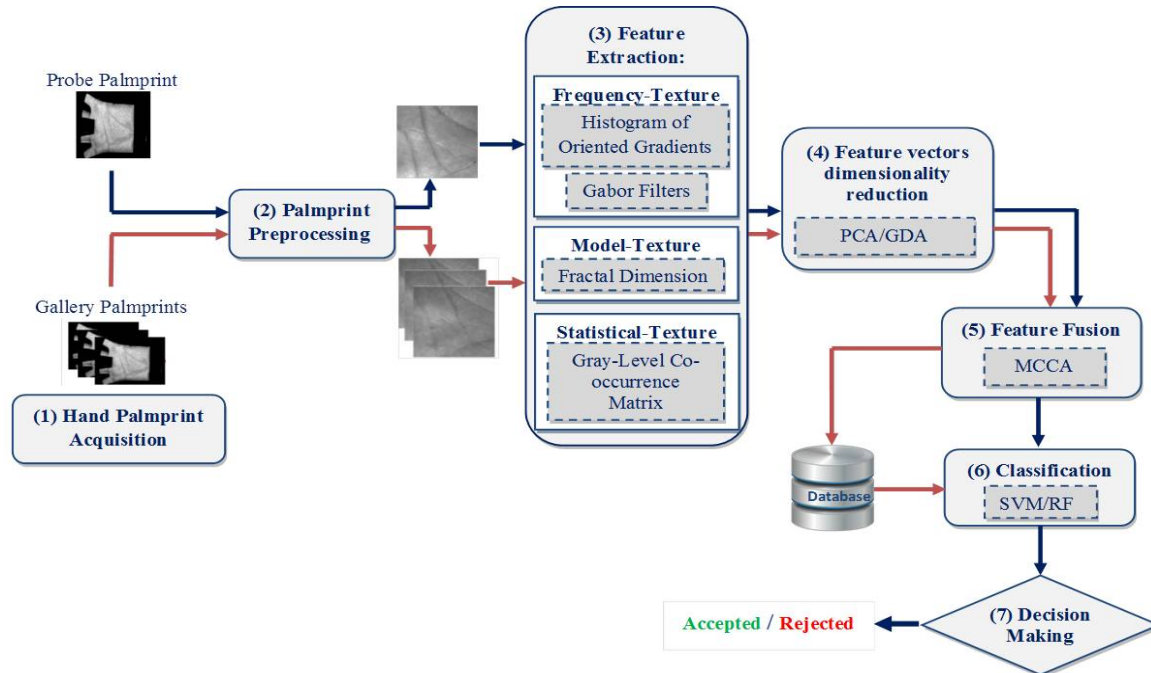 Probe Palmprint
Gallery Palmprints
(1) Hand Palmprint
Acquisition
(2) Palmprint
Preprocessing
(3) Feature
Extraction:
Frequency-Texture
Histogram of
Oriented Gradients
Gabor Filters
Model-Texture
Fractal Dimension
Statistical-Texture
Gray-Level Co-
occurrence
Matrix
(4) Feature vectors
dimensionality
reduction
PCA/GDA
(5) Feature Fusion
MCCA
Database
(6) Classification
SVM/RF
(7) Decision
Making
Accepted / Rejected